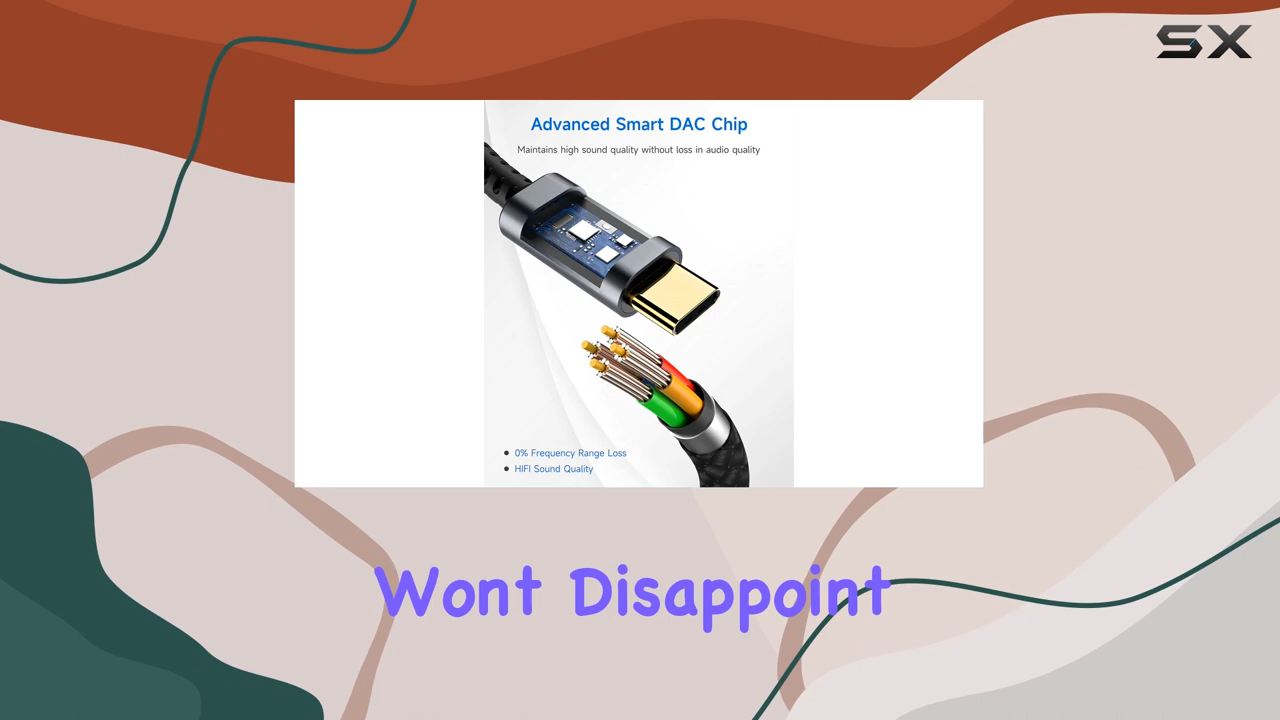 SX
Advanced Smart DAC Chip
Maintains high sound quality without loss in audio quality
0% Frequency Range Loss
HIFI Sound Quality
Wont Disappoint